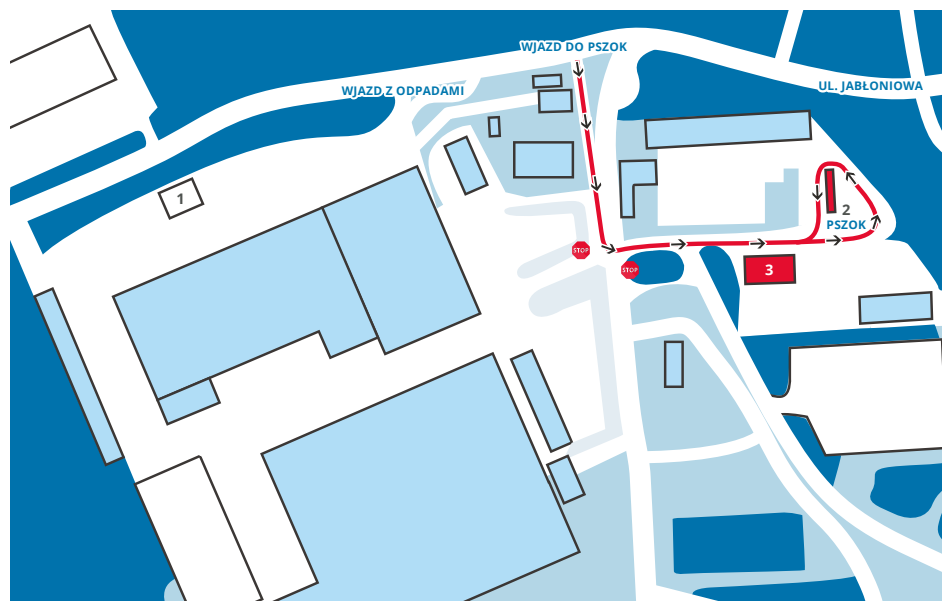 WJAZD DO PSZOK
WJAZD Z ODPADAMI
UL. JABŁONIOWA
1
2
PSZOK
STOP
STOP
3